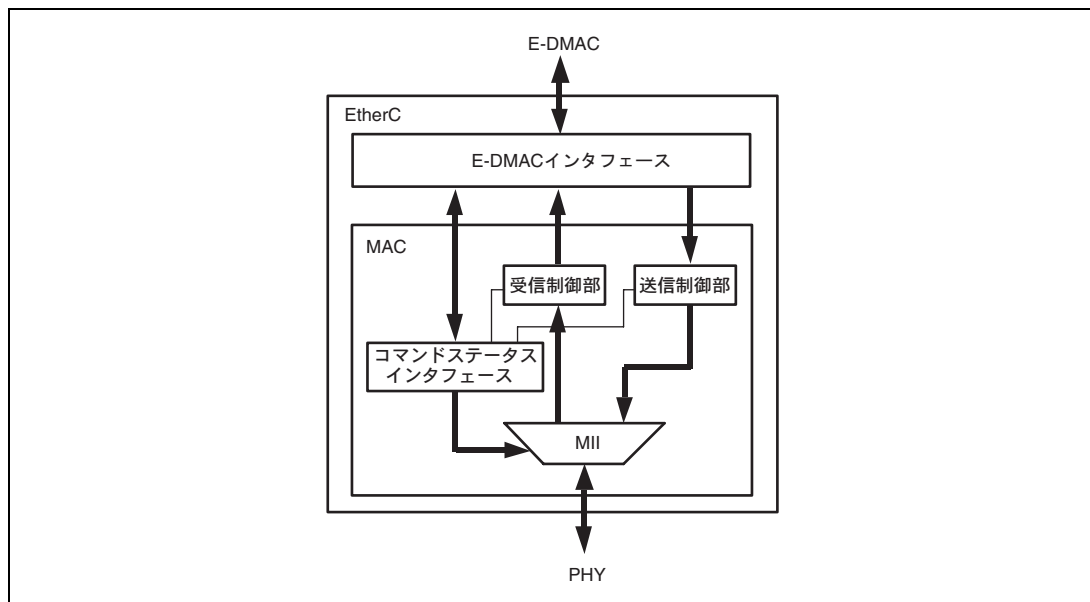 E-DMAC
EtherC
E-DMACインタフェース
MAC
受信制御部
送信制御部
コマンドステータス
インタフェース
MII
PHY